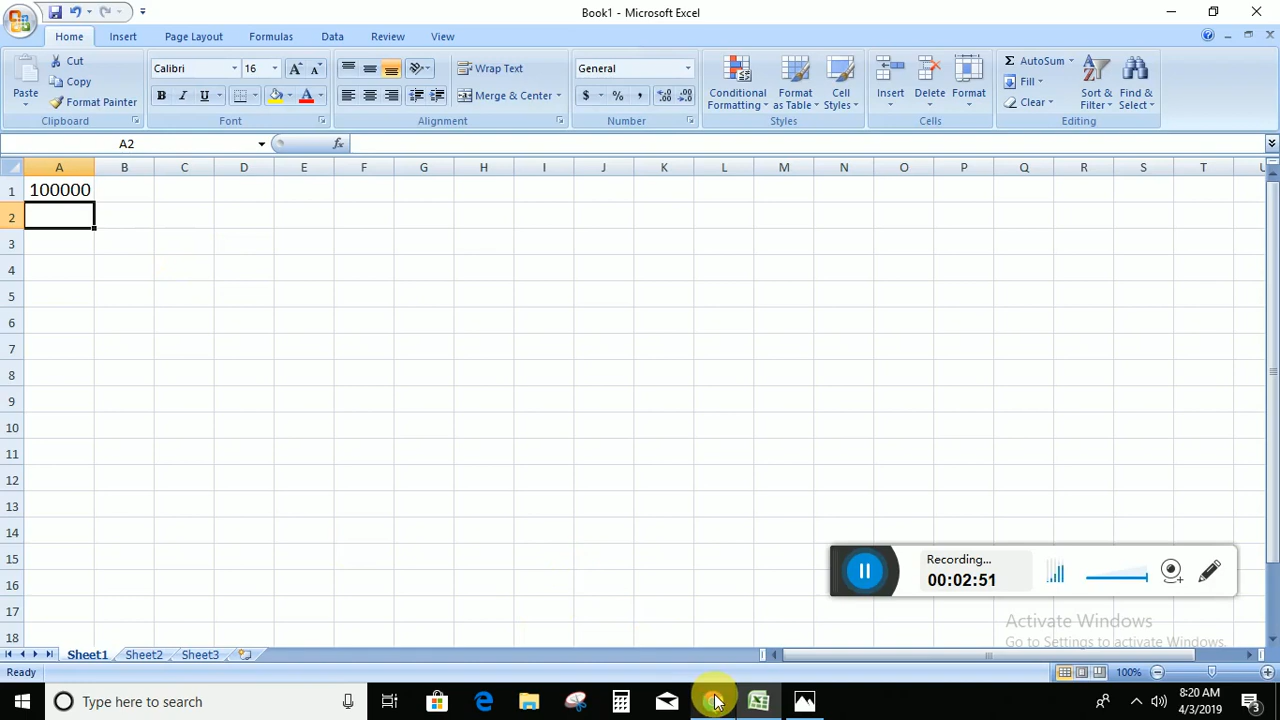 Book1 - Microsoft Excel
Home Insert Page Layout Formulas Data Review View
Paste
Cut
Copy
Format Painter
Clipboard
Calibri 16
B I U
Font
Wrap Text
Merge & Center
Alignment
General
$ % ,
Number
Conditional Formatting
Format as Table
Cell Styles
Styles
Insert Delete Format
Cells
Σ AutoSum
Fill
Clear
Sort & Filter
Find & Select
Editing
A2 fx
A B C D E F G H I J K L M N O P Q R S T U
1 100000
2
3
4
5
6
7
8
9
10
11
12
13
14
15
16
17
18
Recording...
00:02:51
Activate Windows
Go to Settings to activate Windows.
Sheet1 Sheet2 Sheet3
Ready 100%
Type here to search
8:20 AM
4/3/2019
3